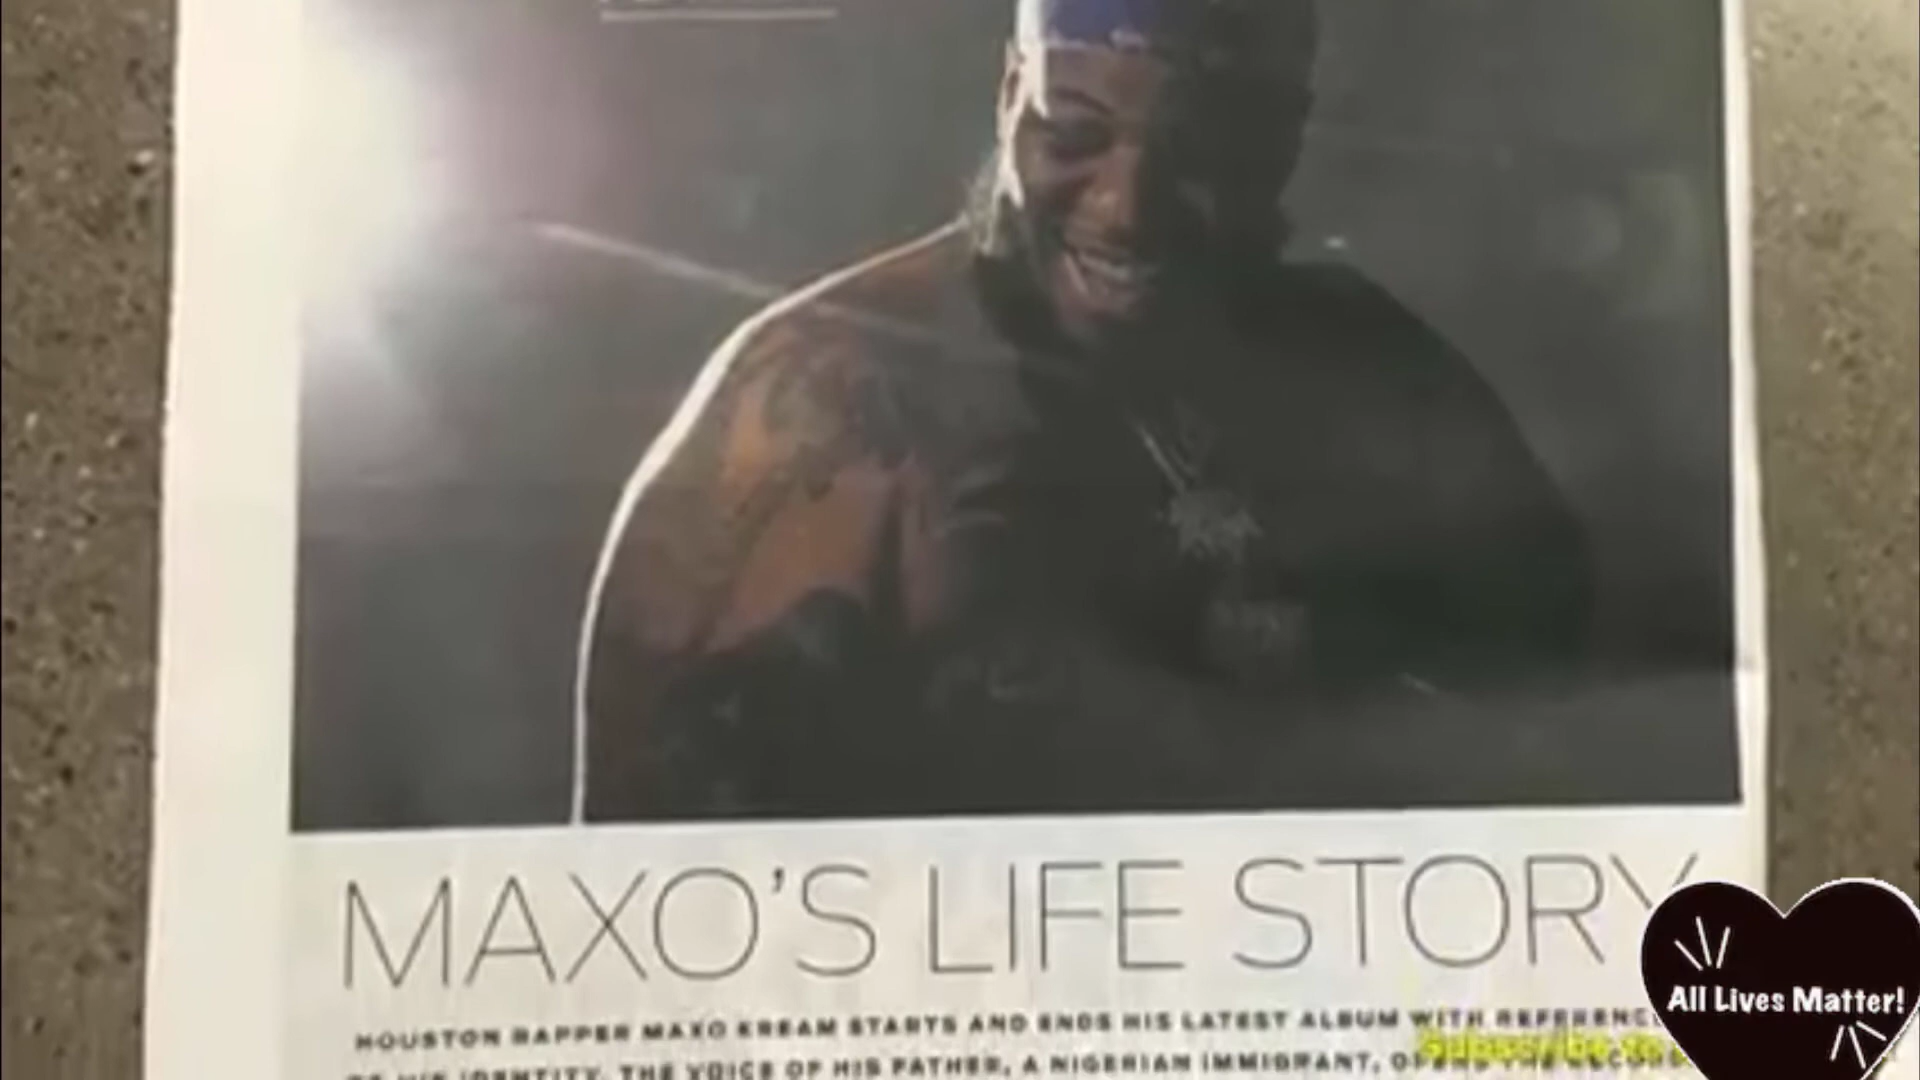 MAXO'S LIFE STORY
HOUSTON RAPPER MAXO KREAM STARTS AND ENDS HIS LATEST ALBUM WITH
IDENTITY. THE VOICE OF HIS FATHER, A NIGERIAN IMMIGRANT,
All Lives Matter!